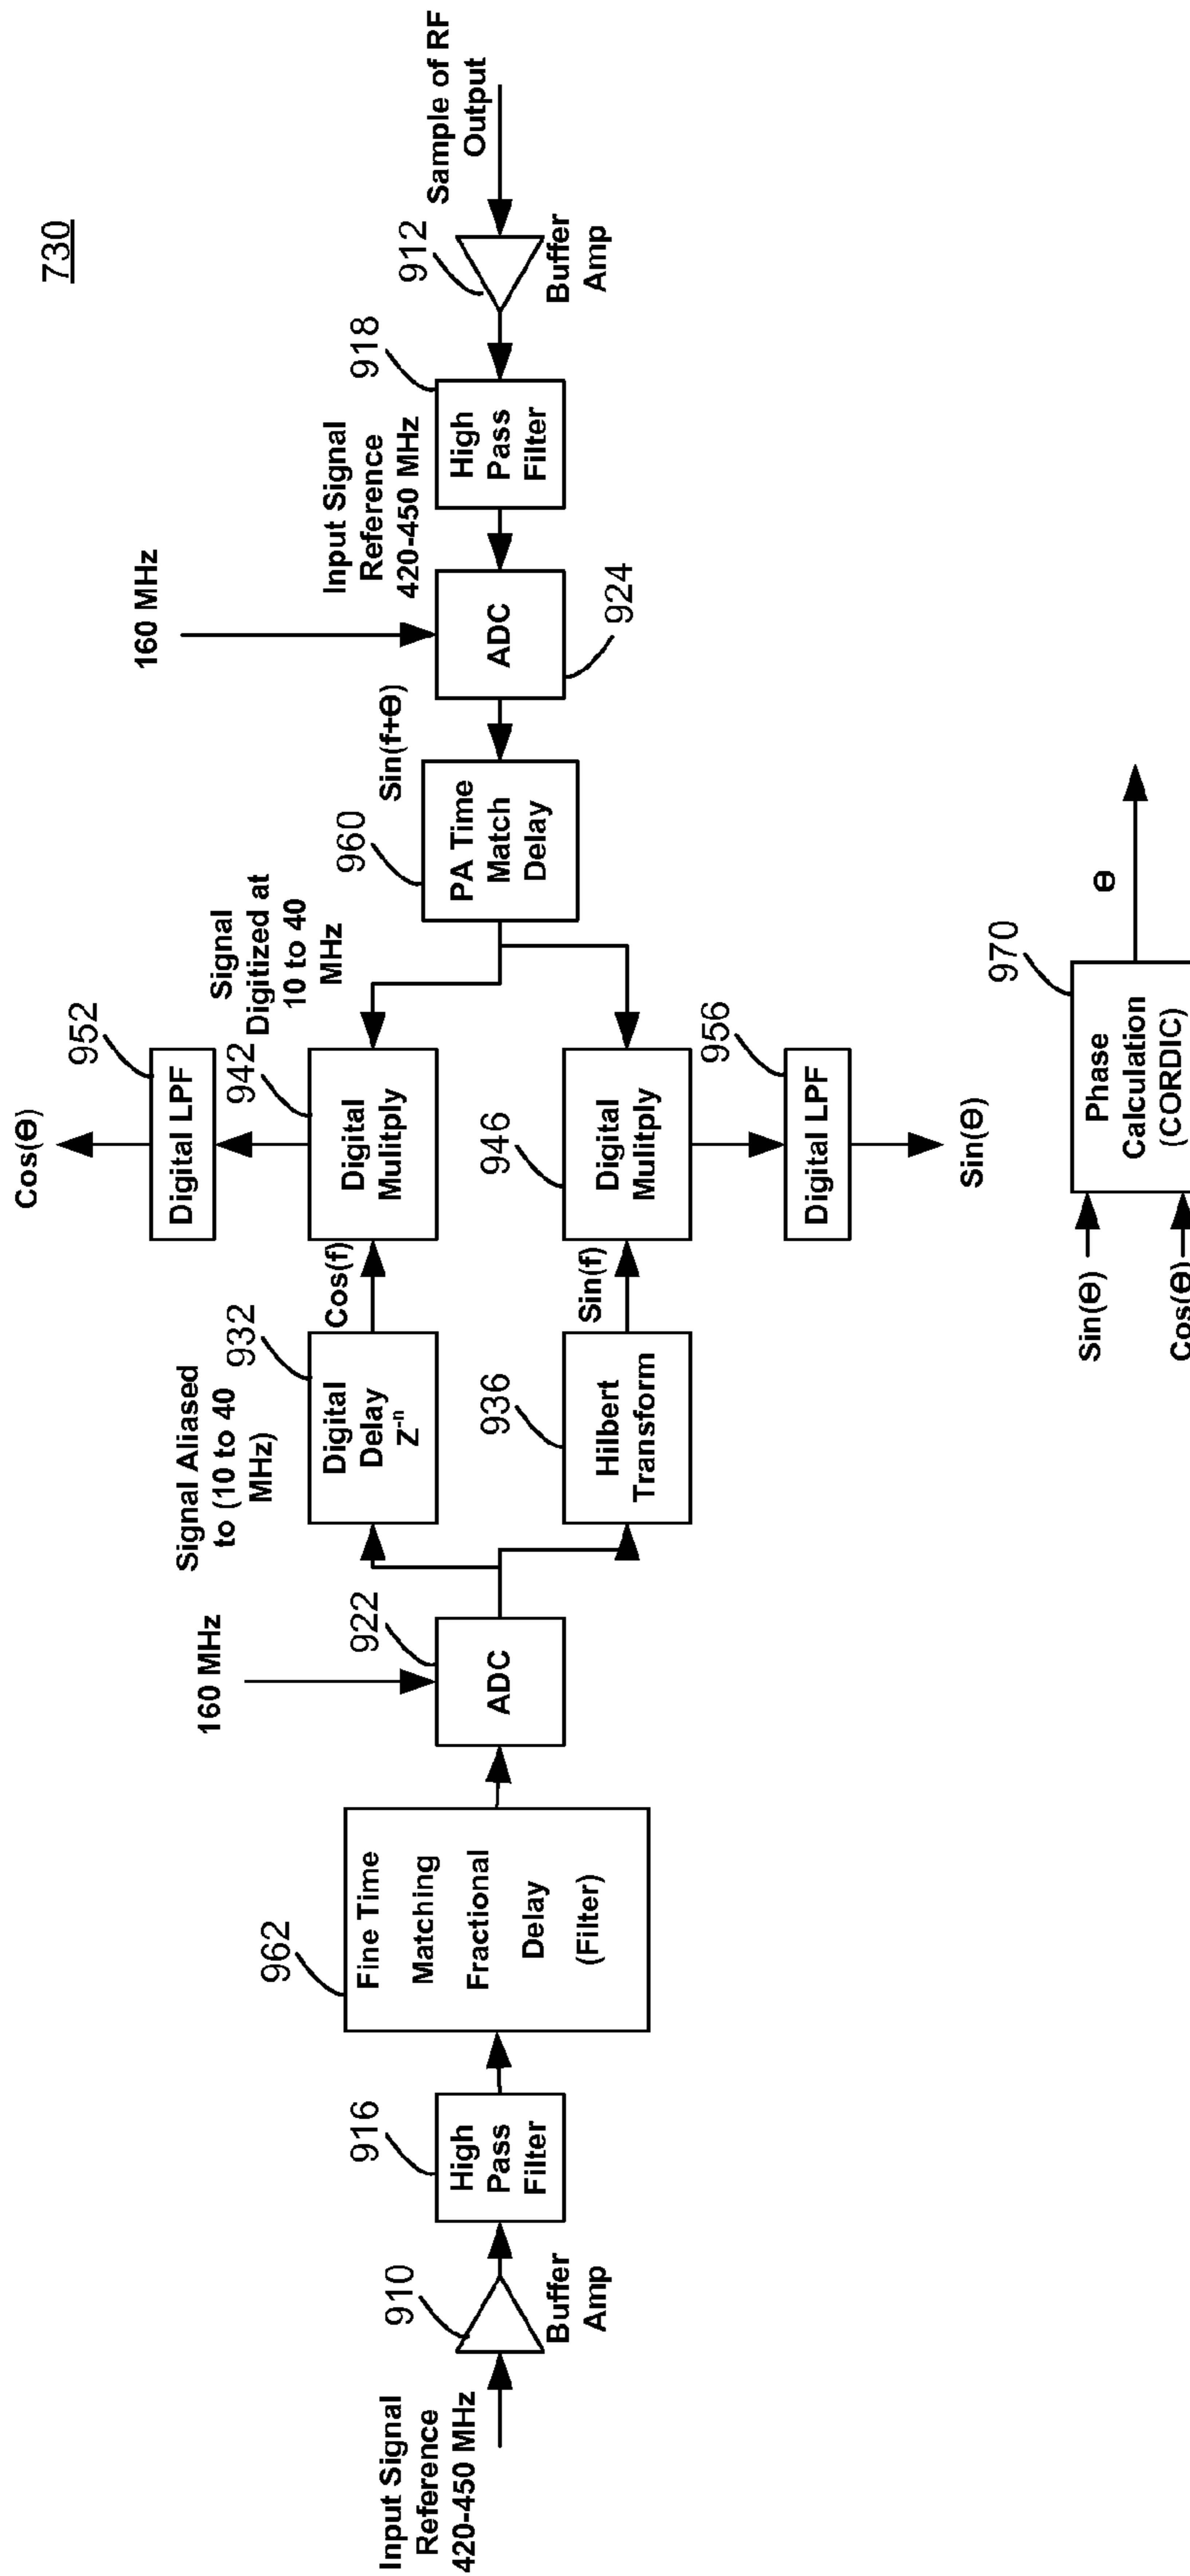 730
Input Signal
Reference
420-450 MHz
910
Buffer
Amp
916
High
Pass
Filter
962
Fine Time
Matching
Fractional
Delay
(Filter)
160 MHz
922
ADC
Signal Aliased
to (10 to 40
MHz)
932
Digital
Delay
Z-n
Cos(f)
936
Hilbert
Transform
Sin(f)
Cos(Θ)
952
Digital LPF
942
Digital
Mulitply
Signal
Digitized at
10 to 40
MHz
946
Digital
Mulitply
956
Digital LPF
Sin(Θ)
960
PA Time
Match
Delay
Sin(f+Θ)
160 MHz
ADC
924
Input Signal
Reference
420-450 MHz
918
High
Pass
Filter
912
Buffer
Amp
Sample of RF
Output
Sin(Θ)
Cos(Θ)
970
Phase
Calculation
(CORDIC)
Θ